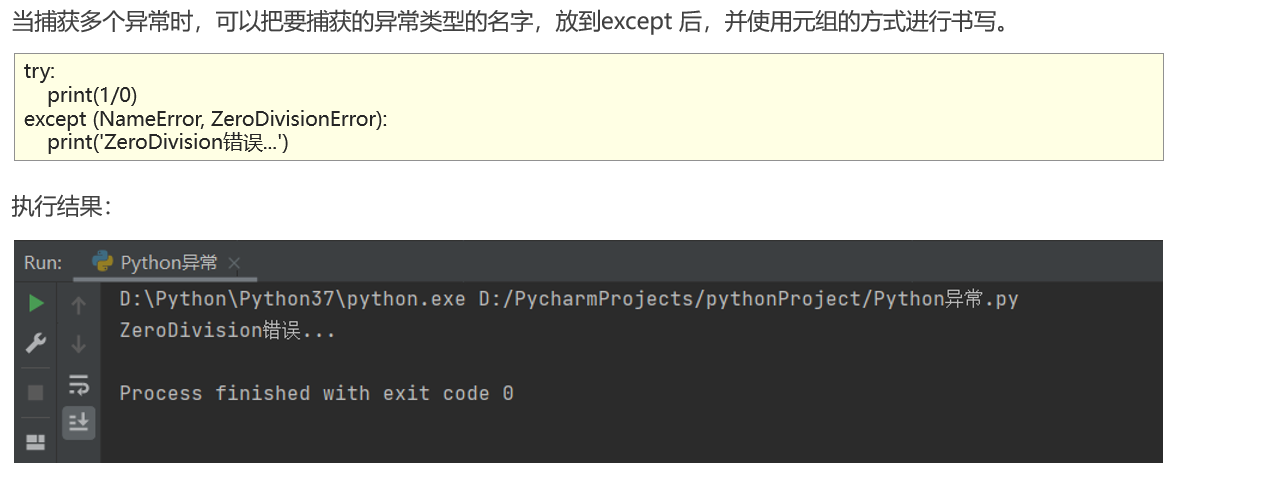 当捕获多个异常时，可以把要捕获的异常类型的名字，放到except 后，并使用元组的方式进行书写。
try:
    print(1/0)
except (NameError, ZeroDivisionError):
    print('ZeroDivision错误...')
执行结果：
Run: Python异常 ×
D:\Python\Python37\python.exe D:/PycharmProjects/pythonProject/Python异常.py
ZeroDivision错误...
Process finished with exit code 0